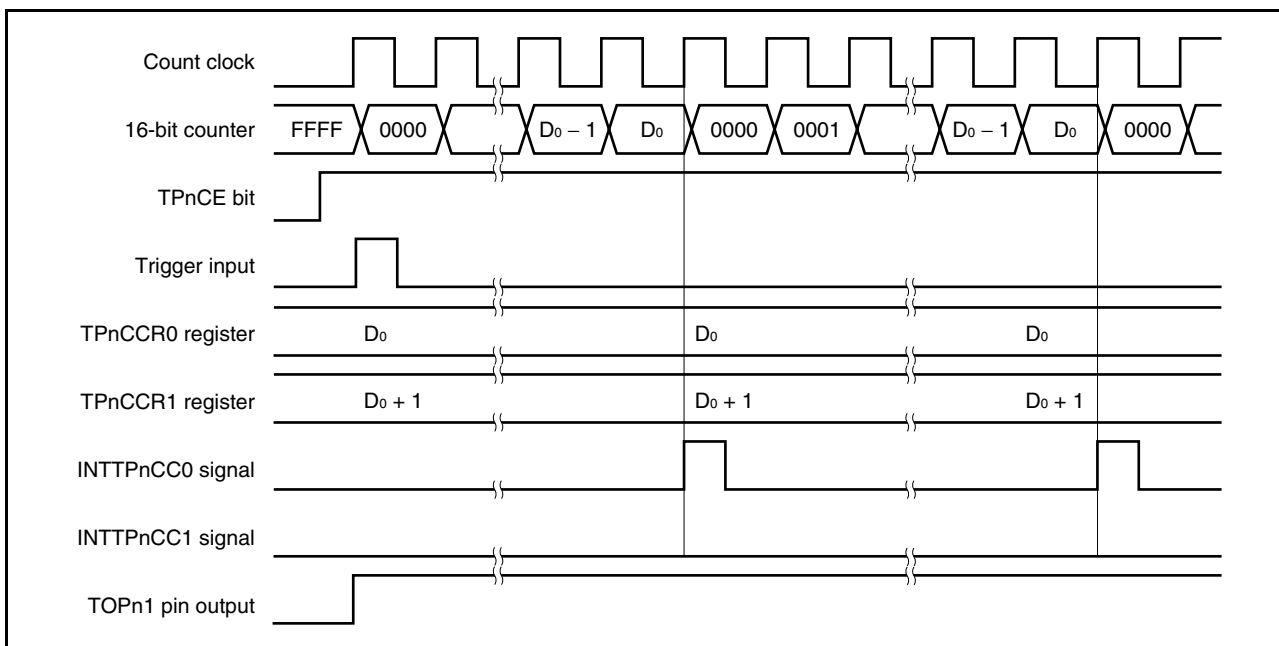 Count clock
16-bit counter FFFF 0000 D₀ − 1 D₀ 0000 0001 D₀ − 1 D₀ 0000
TPnCE bit
Trigger input
TPnCCR0 register D₀ D₀ D₀
TPnCCR1 register D₀ + 1 D₀ + 1 D₀ + 1
INTTPnCC0 signal
INTTPnCC1 signal
TOPn1 pin output